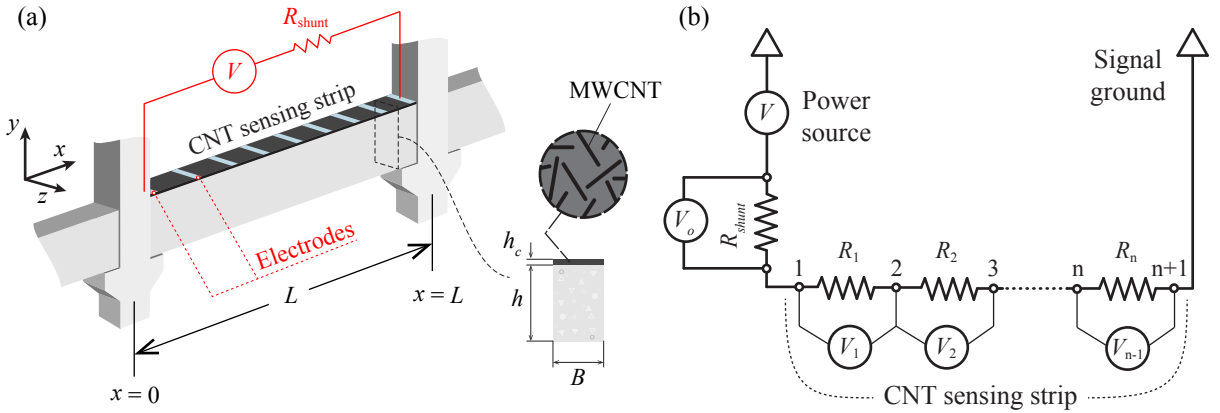 (a)
R_shunt
V
CNT sensing strip
y
x
z
Electrodes
L
x = 0
x = L
MWCNT
h_c
h
B
(b)
V
Power
source
Signal
ground
V_o
R_shunt
1
R_1
2
R_2
3
n
R_n
n+1
V_1
V_2
V_n-1
CNT sensing strip